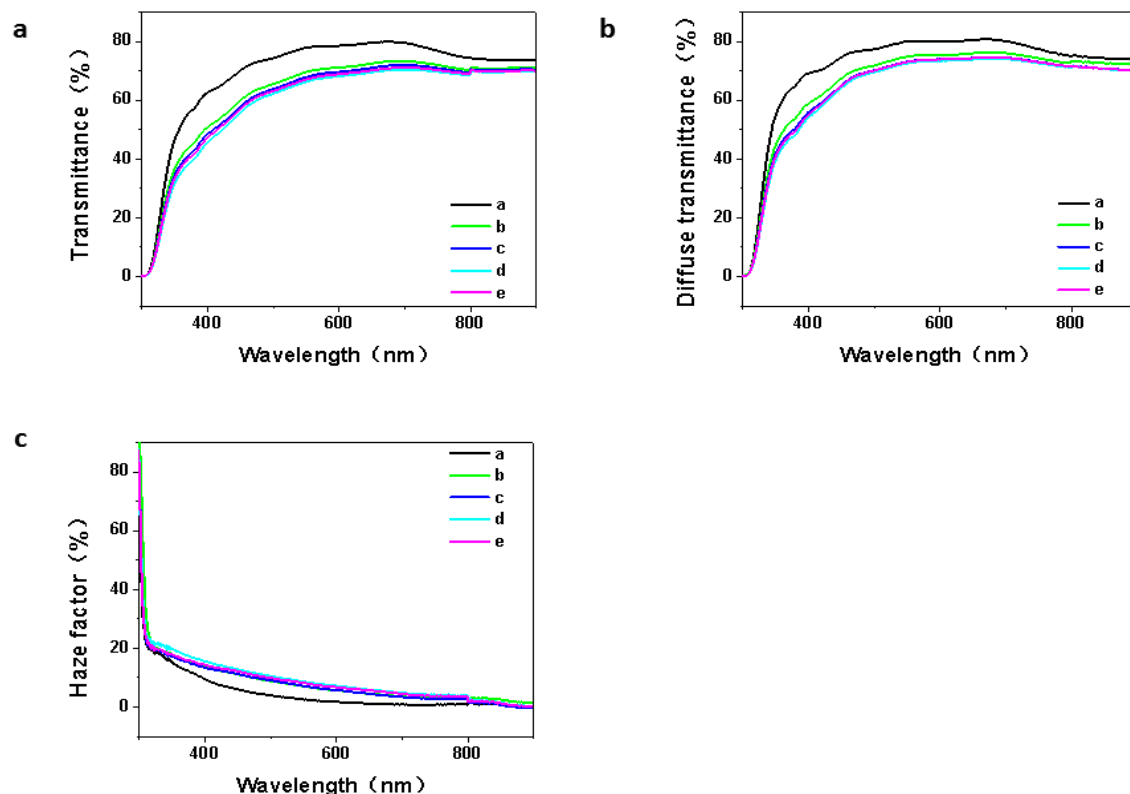 a
Transmittance (%)
80
60
40
20
0
a
b
c
d
e
400
600
800
Wavelength（nm）
b
Diffuse transmittance (%)
80
60
40
20
0
a
b
c
d
e
400
600
800
Wavelength（nm）
c
Haze factor (%)
80
60
40
20
0
a
b
c
d
e
400
600
800
Wavelength（nm）